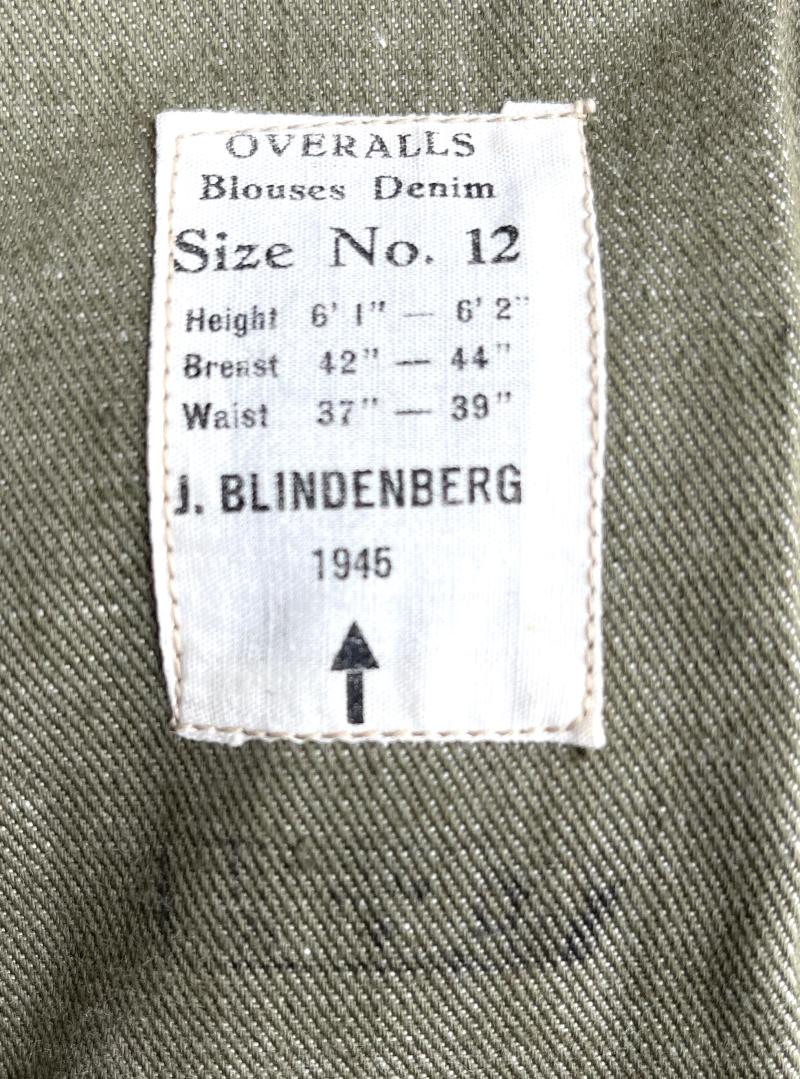 OVERALLS
Blouses Denim
Size No. 12
Height 6' 1" — 6' 2"
Breast 42" — 44"
Waist 37" — 39"
J. BLINDENBERG
1945